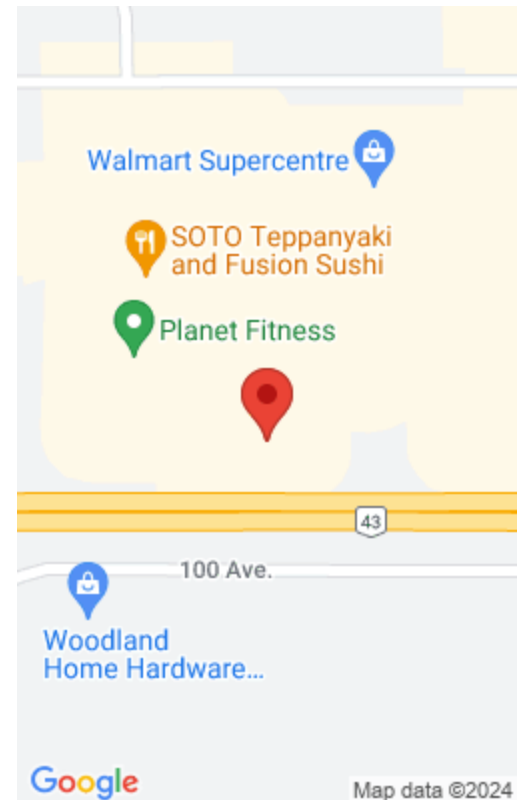 Walmart Supercentre
SOTO Teppanyaki
and Fusion Sushi
Planet Fitness
43
100 Ave.
Woodland
Home Hardware...
Google
Map data ©2024